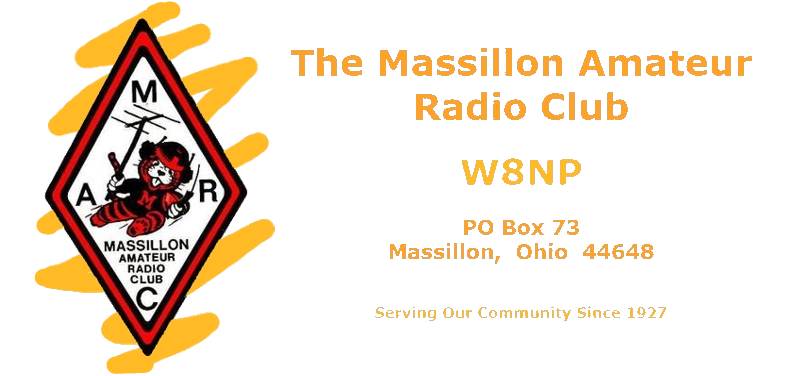 M
A R
MASSILLON
AMATEUR
RADIO
CLUB
C
M
The Massillon Amateur
Radio Club
W8NP
PO Box 73
Massillon, Ohio 44648
Serving Our Community Since 1927